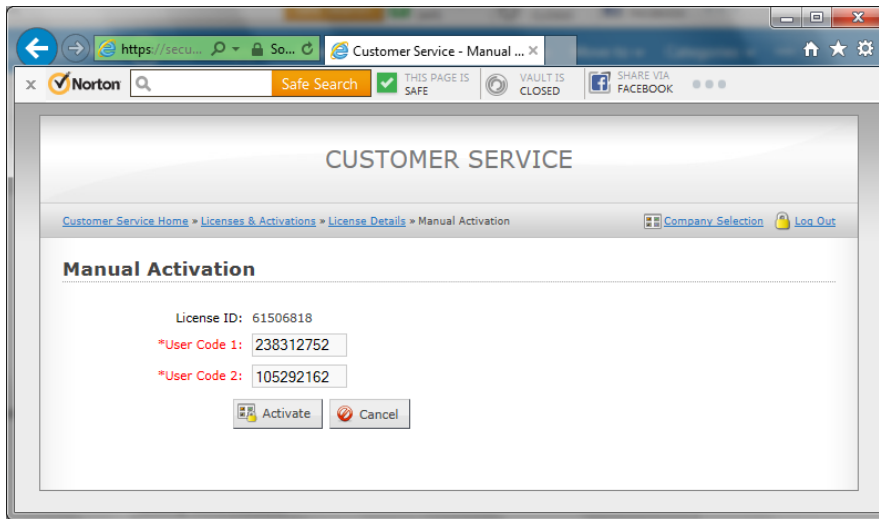 https://secu...
So...
Customer Service - Manual ...
x Norton
Safe Search
THIS PAGE IS
SAFE
VAULT IS
CLOSED
SHARE VIA
FACEBOOK
CUSTOMER SERVICE
Customer Service Home » Licenses & Activations » License Details » Manual Activation
Company Selection
Log Out
Manual Activation
License ID: 61506818
*User Code 1: 238312752
*User Code 2: 105292162
Activate
Cancel